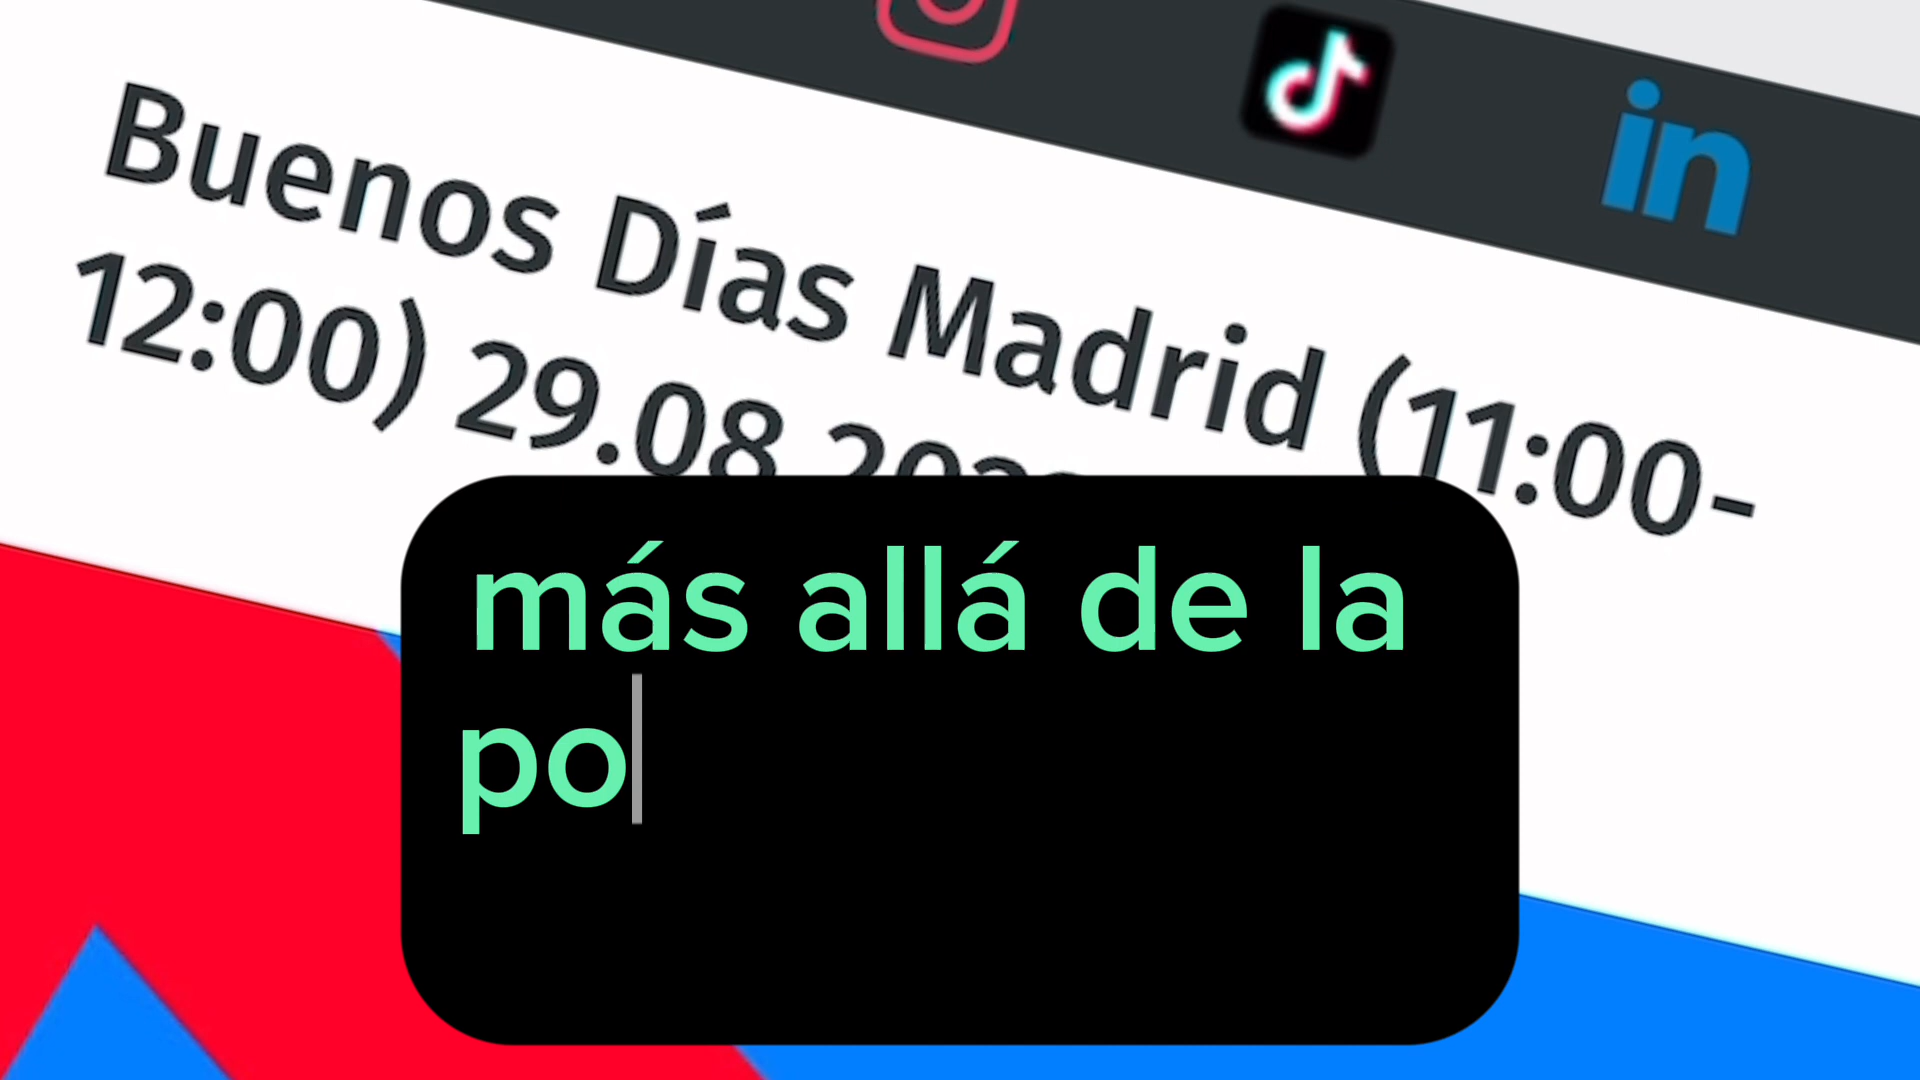 Buenos Días Madrid (11:00-
12:00) 29.08
más allá de la
po